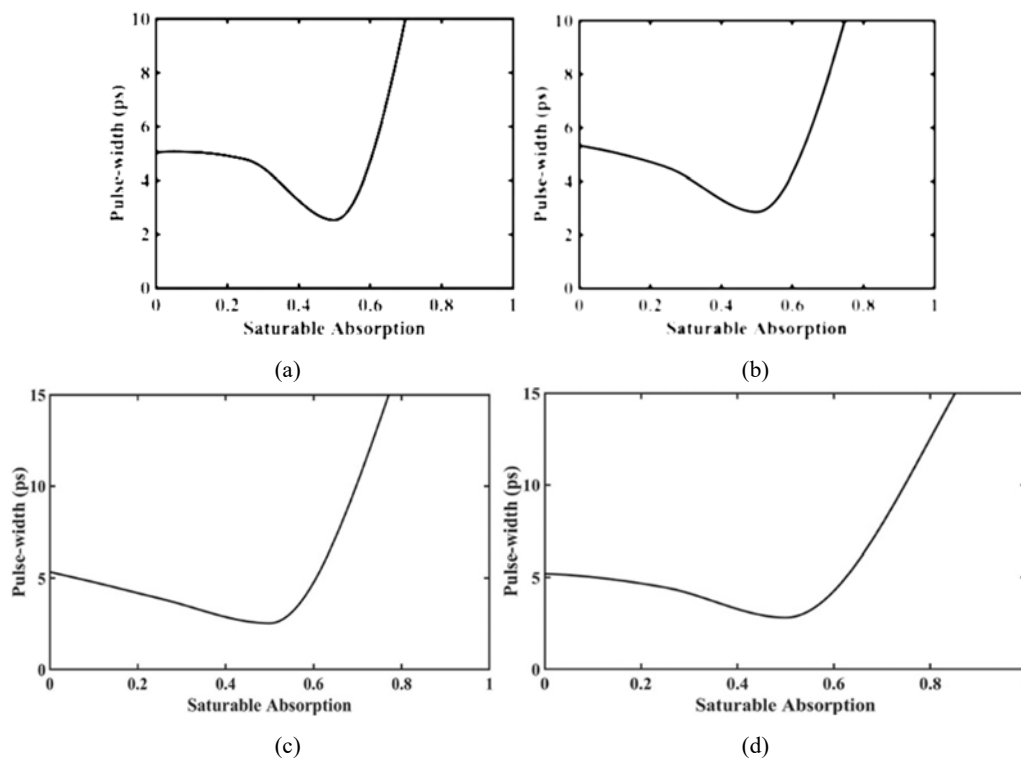 10
8
6
4
2
0
Pulse-width (ps)
0 0.2 0.4 0.6 0.8 1
Saturable Absorption
(a)
10
8
6
4
2
0
Pulse-width (ps)
0 0.2 0.4 0.6 0.8 1
Saturable Absorption
(b)
15
10
5
0
Pulse-width (ps)
0 0.2 0.4 0.6 0.8 1
Saturable Absorption
(c)
15
10
5
0
Pulse-width (ps)
0 0.2 0.4 0.6 0.8
Saturable Absorption
(d)